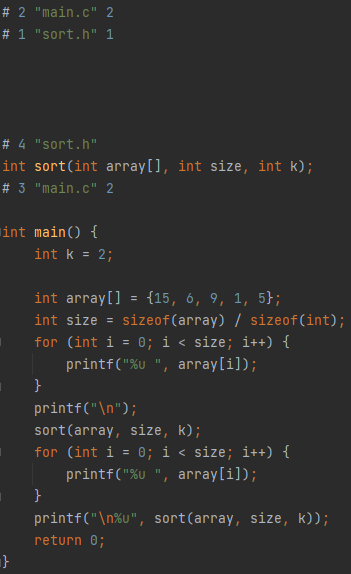 # 2 "main.c" 2
# 1 "sort.h" 1
# 4 "sort.h"
int sort(int array[], int size, int k);
# 3 "main.c" 2
int main() {
    int k = 2;
    int array[] = {15, 6, 9, 1, 5};
    int size = sizeof(array) / sizeof(int);
    for (int i = 0; i < size; i++) {
        printf("%u ", array[i]);
    }
    printf("\n");
    sort(array, size, k);
    for (int i = 0; i < size; i++) {
        printf("%u ", array[i]);
    }
    printf("\n%u", sort(array, size, k));
    return 0;
}